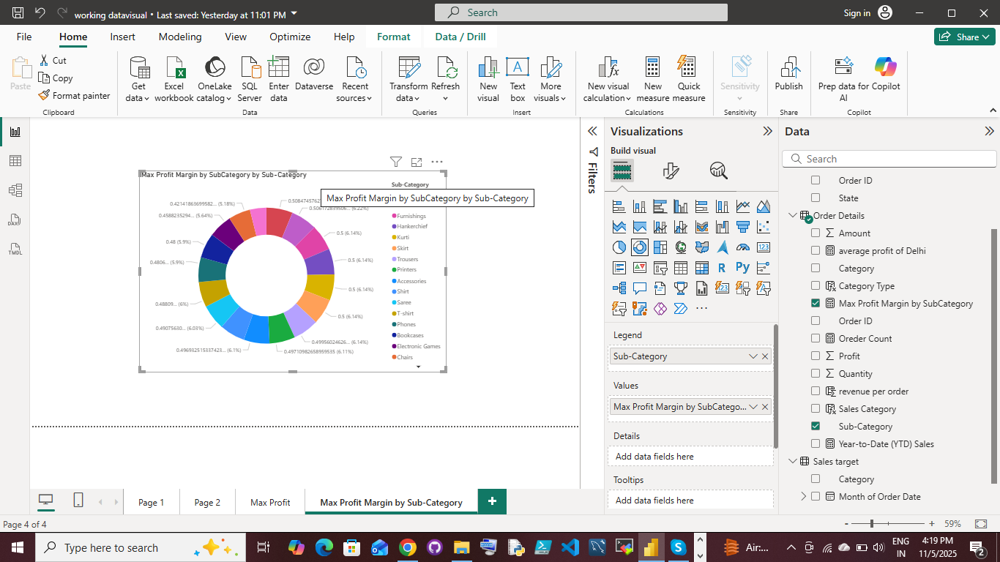 working datavisual • Last saved: Yesterday at 11:01 PM
Search
Sign in
File
Home
Insert
Modeling
View
Optimize
Help
Format
Data / Drill
Share
Paste
Cut
Copy
Format painter
Clipboard
Get data
Excel workbook
OneLake catalog
SQL Server
Enter data
Dataverse
Recent sources
Data
Transform data
Refresh
Queries
New visual
Text box
More visuals
Insert
New visual calculation
New measure
Quick measure
Calculations
Sensitivity
Sensitivity
Publish
Share
Prep data for AI
Copilot
Copilot
Max Profit Margin by SubCategory by Sub-Category
Sub-Category
Max Profit Margin by SubCategory by Sub-Category
0.42141863699582... (5.18%)
0.4588235294... (5.64%)
0.48 (5.9%)
0.4806... (5.9%)
0.48809... (6%)
0.49075630... (6.03%)
0.496932515337423... (6.1%)
0.5084745762
0.506172839506... (6.22%)
0.5 (6.14%)
0.5 (6.14%)
0.5 (6.14%)
0.5 (6.14%)
0.49956024626... (6.14%)
0.49710982658959535 (6.11%)
Furnishings
Hankerchief
Kurti
Skirt
Trousers
Printers
Accessories
Shirt
Saree
T-shirt
Phones
Bookcases
Electronic Games
Chairs
Filters
Visualizations
Build visual
R
Py
123
Legend
Sub-Category
Values
Max Profit Margin by SubCatego...
Details
Add data fields here
Tooltips
Add data fields here
Data
Search
Order ID
State
Order Details
Amount
average profit of Delhi
Category
Category Type
Max Profit Margin by SubCategory
Order ID
Oreder Count
Profit
Quantity
revenue per order
Sales Category
Sub-Category
Year-to-Date (YTD) Sales
Sales target
Category
Month of Order Date
DAX
TMDL
Page 1
Page 2
Max Profit
Max Profit Margin by Sub-Category
Page 4 of 4
59%
Type here to search
Air:...
ENG
IN
4:19 PM
11/5/2025
2